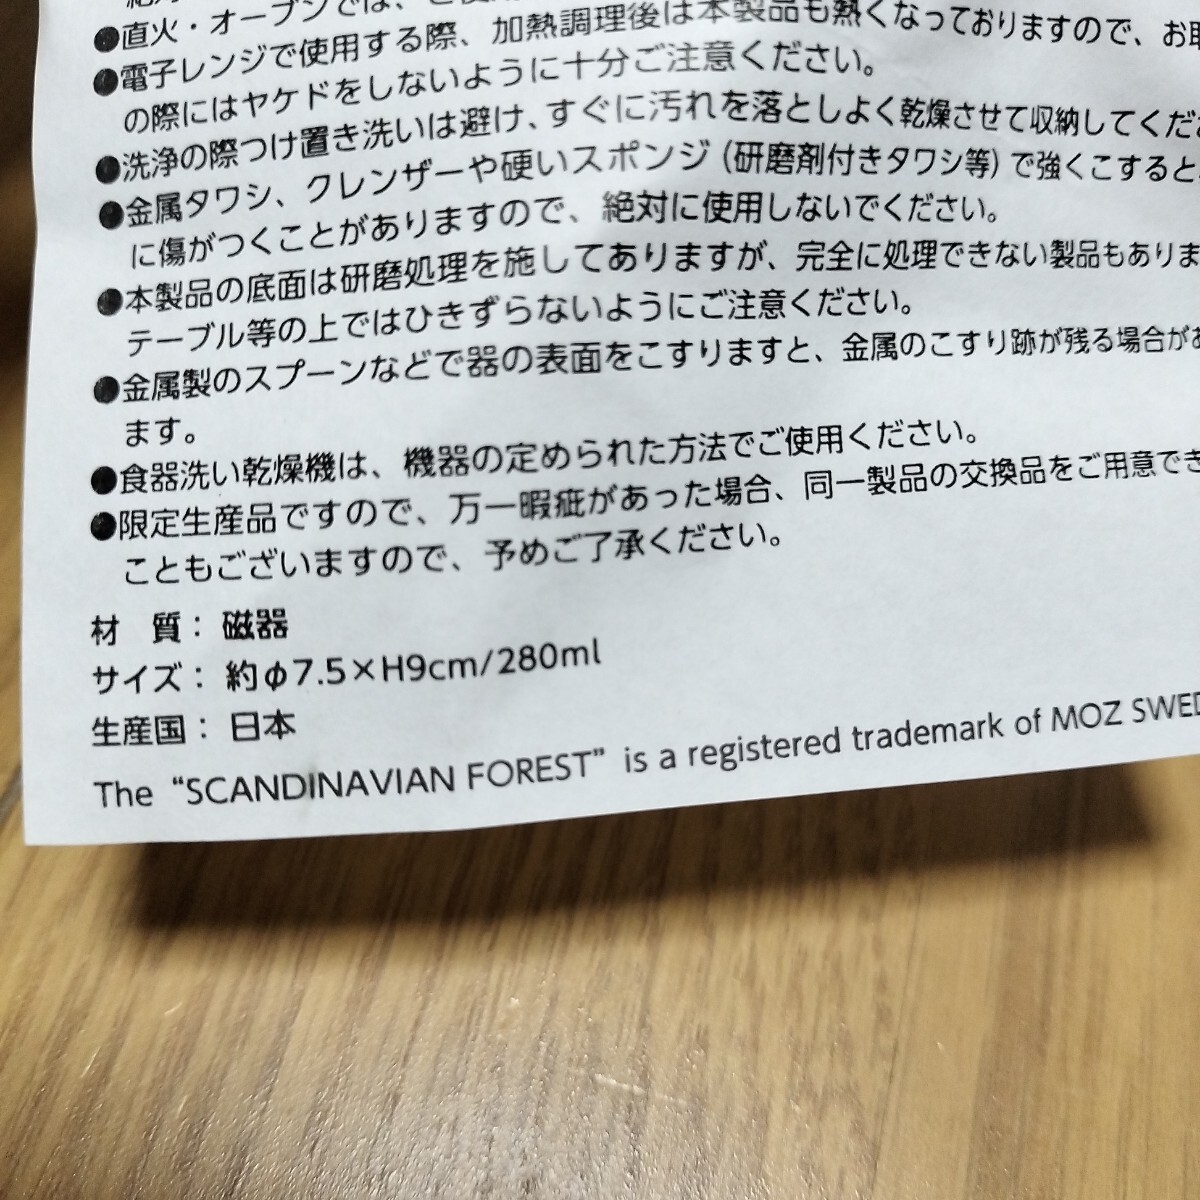 ●直火・オーブンでは、ご使用
●電子レンジで使用する際、加熱調理後は本製品も熱くなっておりますので、お取
の際にはヤケドをしないように十分ご注意ください。
●洗浄の際つけ置き洗いは避け、すぐに汚れを落としよく乾燥させて収納してくださ
●金属タワシ、クレンザーや硬いスポンジ（研磨剤付きタワシ等）で強くこすると、
に傷がつくことがありますので、絶対に使用しないでください。
●本製品の底面は研磨処理を施してありますが、完全に処理できない製品もありま
テーブル等の上ではひきずらないようにご注意ください。
●金属製のスプーンなどで器の表面をこすりますと、金属のこすり跡が残る場合があ
ます。
●食器洗い乾燥機は、機器の定められた方法でご使用ください。
●限定生産品ですので、万一暇疵があった場合、同一製品の交換品をご用意でき
こともございますので、予めご了承ください。
材　質： 磁器
サイズ： 約φ7.5×H9cm/280ml
生産国： 日本
The “SCANDINAVIAN FOREST” is a registered trademark of MOZ SWED